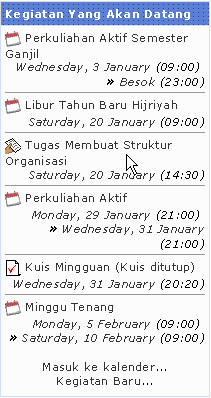 Kegiatan Yang Akan Datang
Perkuliahan Aktif Semester
Ganjil
Wednesday, 3 January (09:00)
» Besok (23:00)
Libur Tahun Baru Hijriyah
Saturday, 20 January (09:00)
Tugas Membuat Struktur
Organisasi
Saturday, 20 January (14:30)
Perkuliahan Aktif
Monday, 29 January (21:00)
» Wednesday, 31 January
(21:00)
Kuis Mingguan (Kuis ditutup)
Wednesday, 31 January (20:20)
Minggu Tenang
Monday, 5 February (09:00)
» Saturday, 10 February (09:00)
Masuk ke kalender...
Kegiatan Baru...